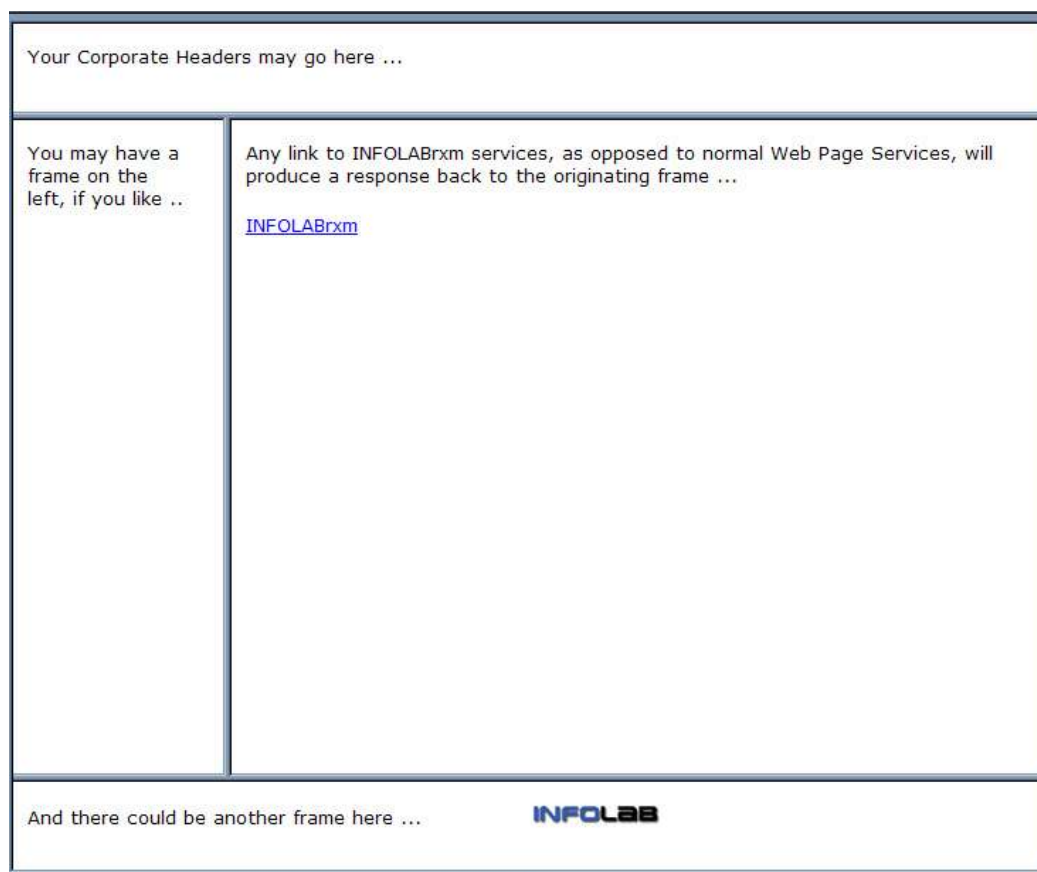 Your Corporate Headers may go here ...
You may have a
frame on the
left, if you like ..
Any link to INFOLABrxm services, as opposed to normal Web Page Services, will
produce a response back to the originating frame ...
INFOLABrxm
And there could be another frame here ...
INFOLAB